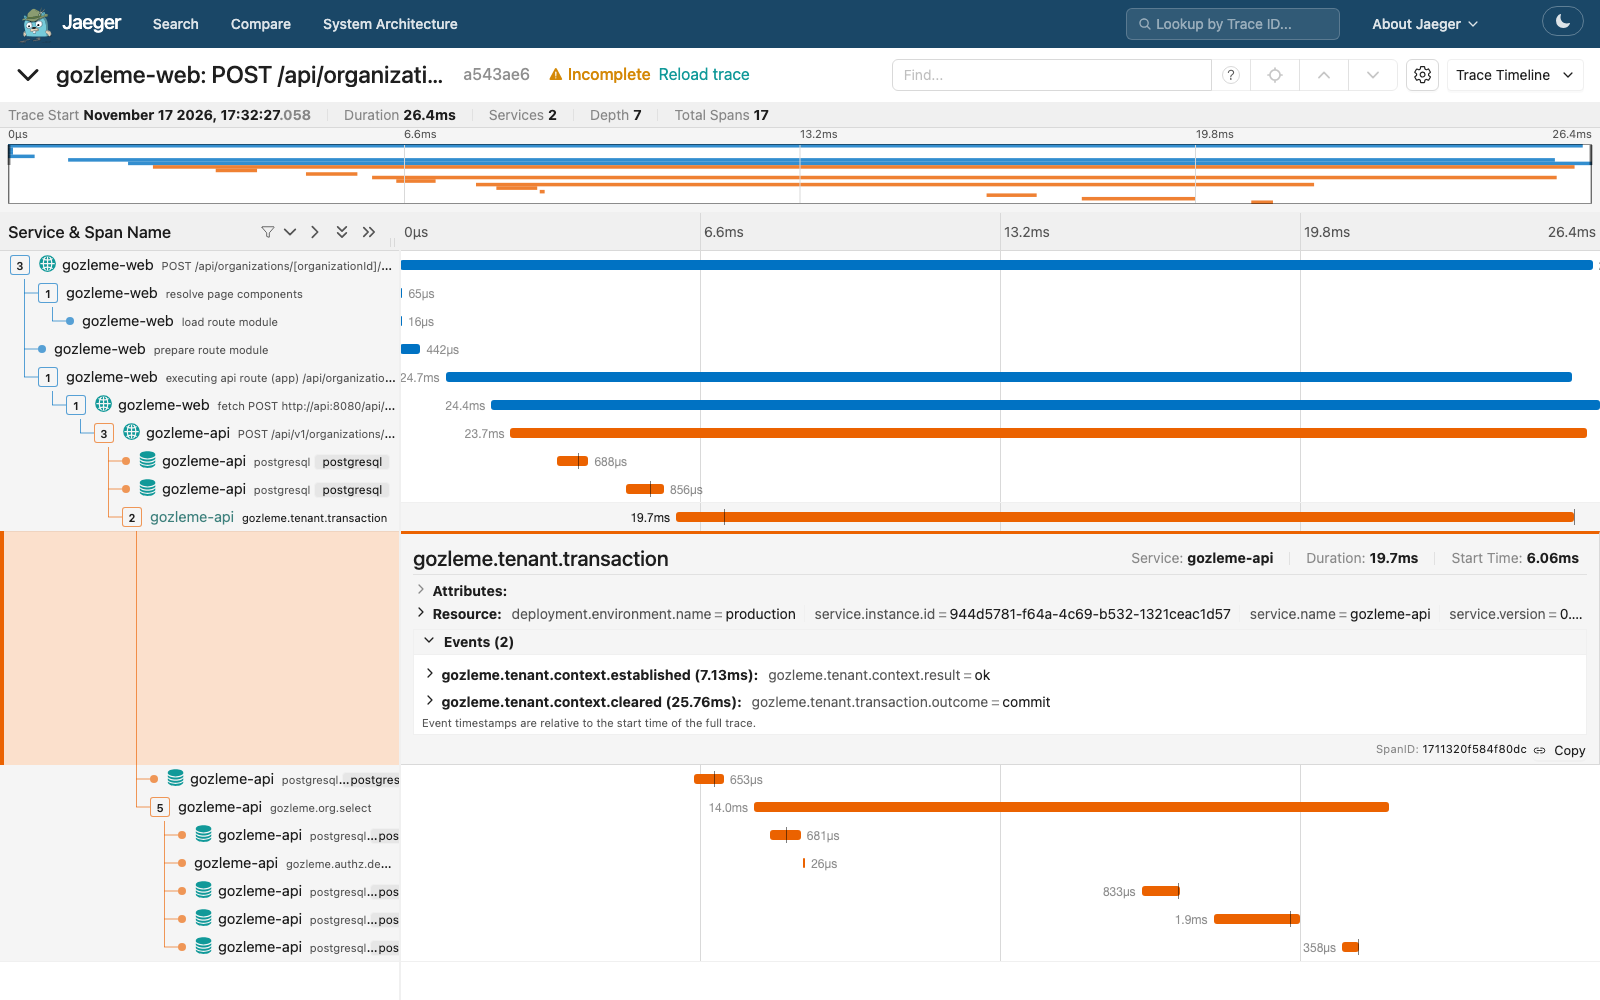 Jaeger
Search
Compare
System Architecture
Lookup by Trace ID...
About Jaeger
gozleme-web: POST /api/organizati...
a543ae6
Incomplete
Reload trace
Find...
?
Trace Timeline
Trace Start November 17 2026, 17:32:27.058
Duration 26.4ms
Services 2
Depth 7
Total Spans 17
0μs
6.6ms
13.2ms
19.8ms
26.4ms
Service & Span Name
0μs
6.6ms
13.2ms
19.8ms
26.4ms
3 gozleme-web POST /api/organizations/[organizationId]/...
1 gozleme-web resolve page components
65μs
gozleme-web load route module
16μs
gozleme-web prepare route module
442μs
1 gozleme-web executing api route (app) /api/organizatio...
24.7ms
1 gozleme-web fetch POST http://api:8080/api/...
24.4ms
3 gozleme-api POST /api/v1/organizations/...
23.7ms
gozleme-api postgresql postgresql
688μs
gozleme-api postgresql postgresql
856μs
2 gozleme-api gozleme.tenant.transaction
19.7ms
gozleme.tenant.transaction
Service: gozleme-api
Duration: 19.7ms
Start Time: 6.06ms
Attributes:
Resource: deployment.environment.name = production service.instance.id = 944d5781-f64a-4c69-b532-1321ceac1d57 service.name = gozleme-api service.version = 0....
Events (2)
gozleme.tenant.context.established (7.13ms): gozleme.tenant.context.result = ok
gozleme.tenant.context.cleared (25.76ms): gozleme.tenant.transaction.outcome = commit
Event timestamps are relative to the start time of the full trace.
SpanID: 1711320f584f80dc Copy
gozleme-api postgresql... postgres
653μs
5 gozleme-api gozleme.org.select
14.0ms
gozleme-api postgresql... pos
681μs
gozleme-api gozleme.authz.de...
26μs
gozleme-api postgresql... pos
833μs
gozleme-api postgresql... pos
1.9ms
gozleme-api postgresql... pos
358μs